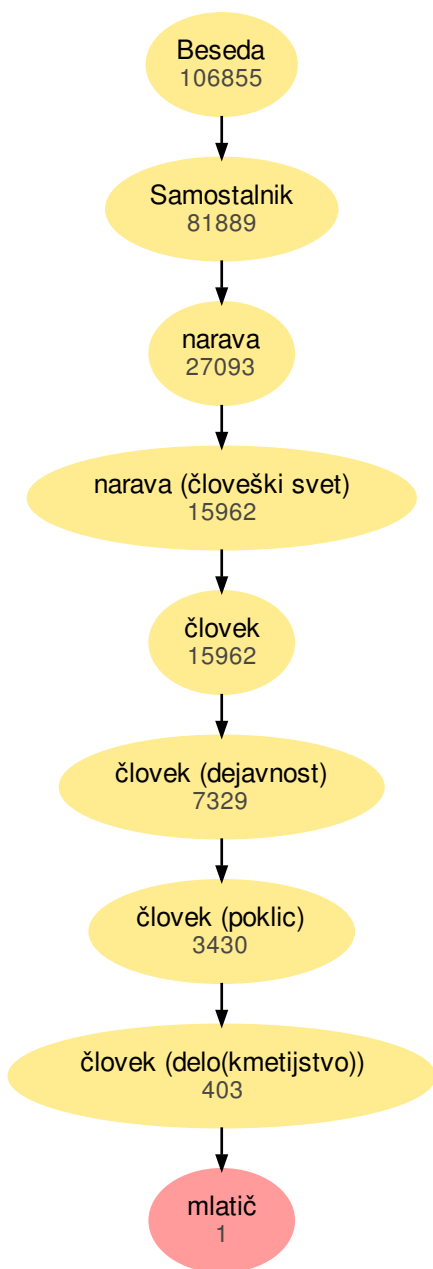 Beseda
106855
Samostalnik
81889
narava
27093
narava (človeški svet)
15962
človek
15962
človek (dejavnost)
7329
človek (poklic)
3430
človek (delo(kmetijstvo))
403
mlatič
1